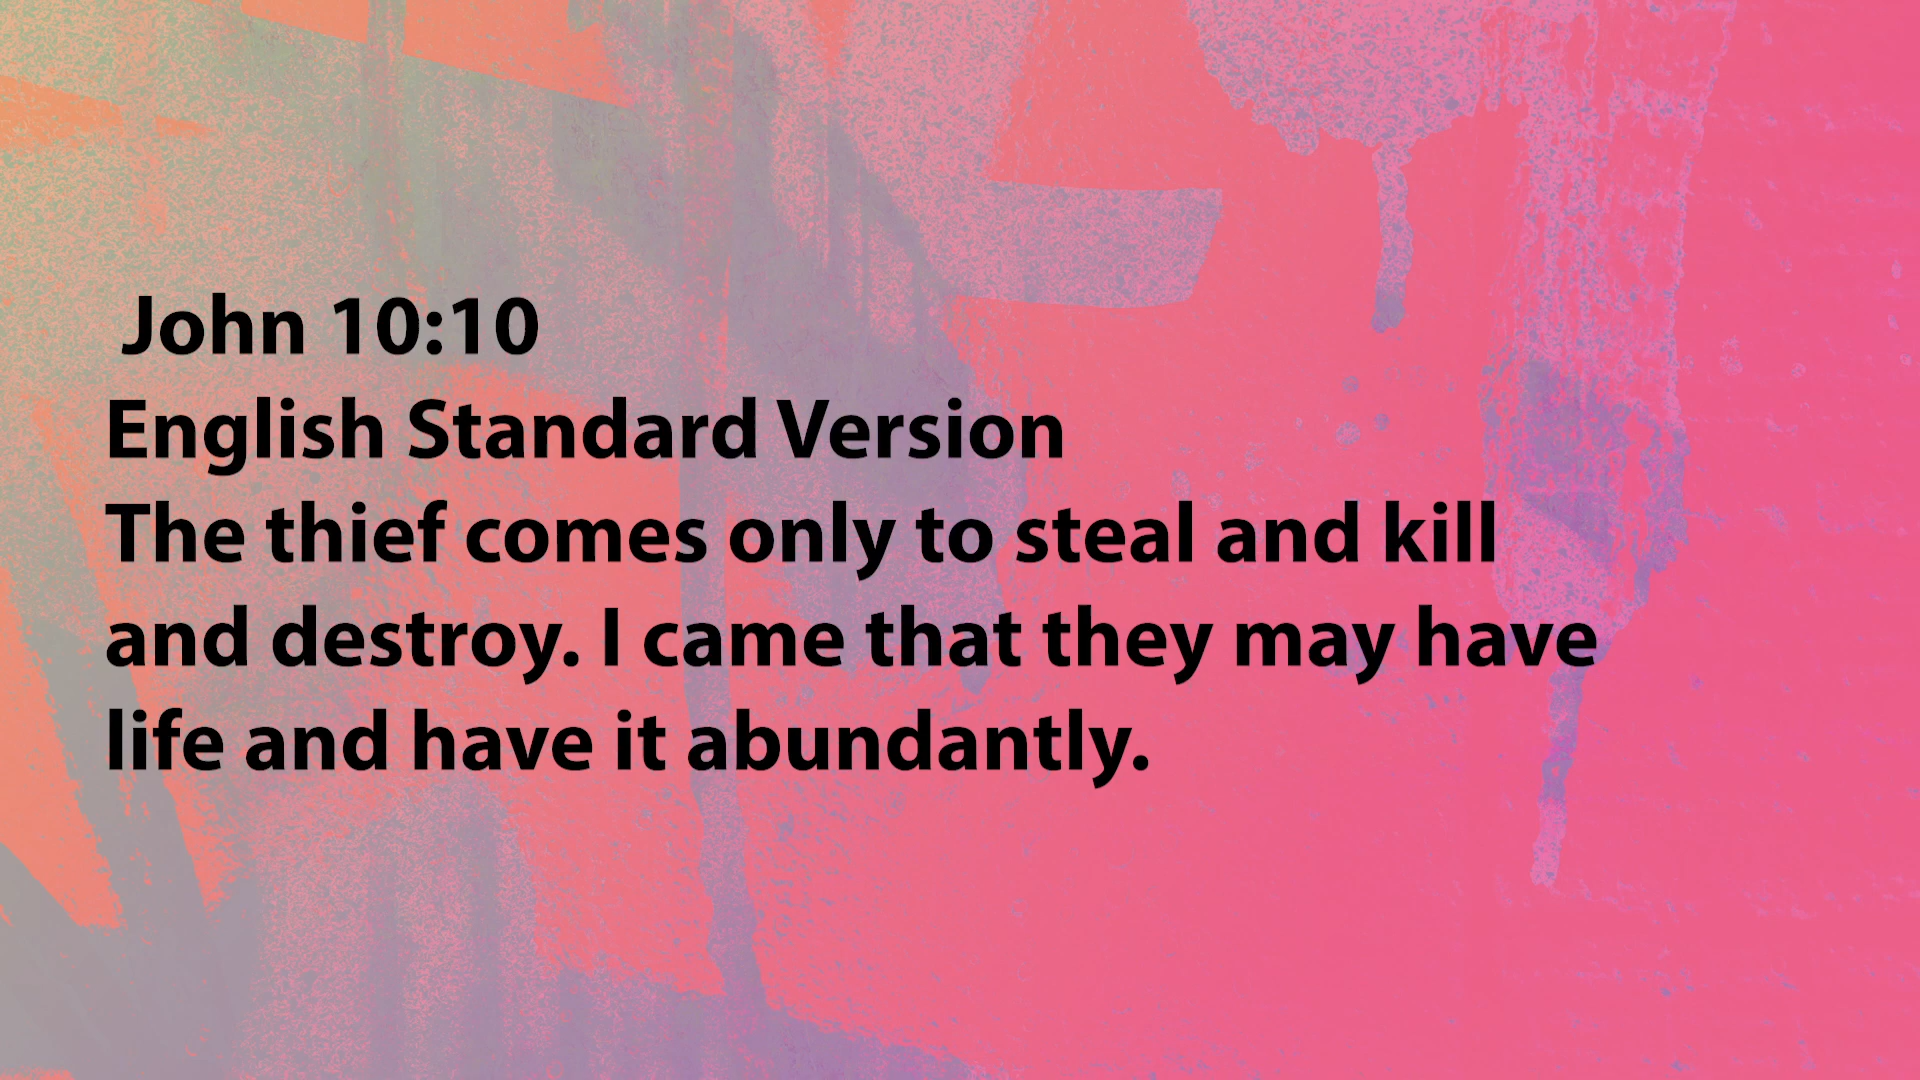 John 10:10
English Standard Version
The thief comes only to steal and kill
and destroy. I came that they may have
life and have it abundantly.